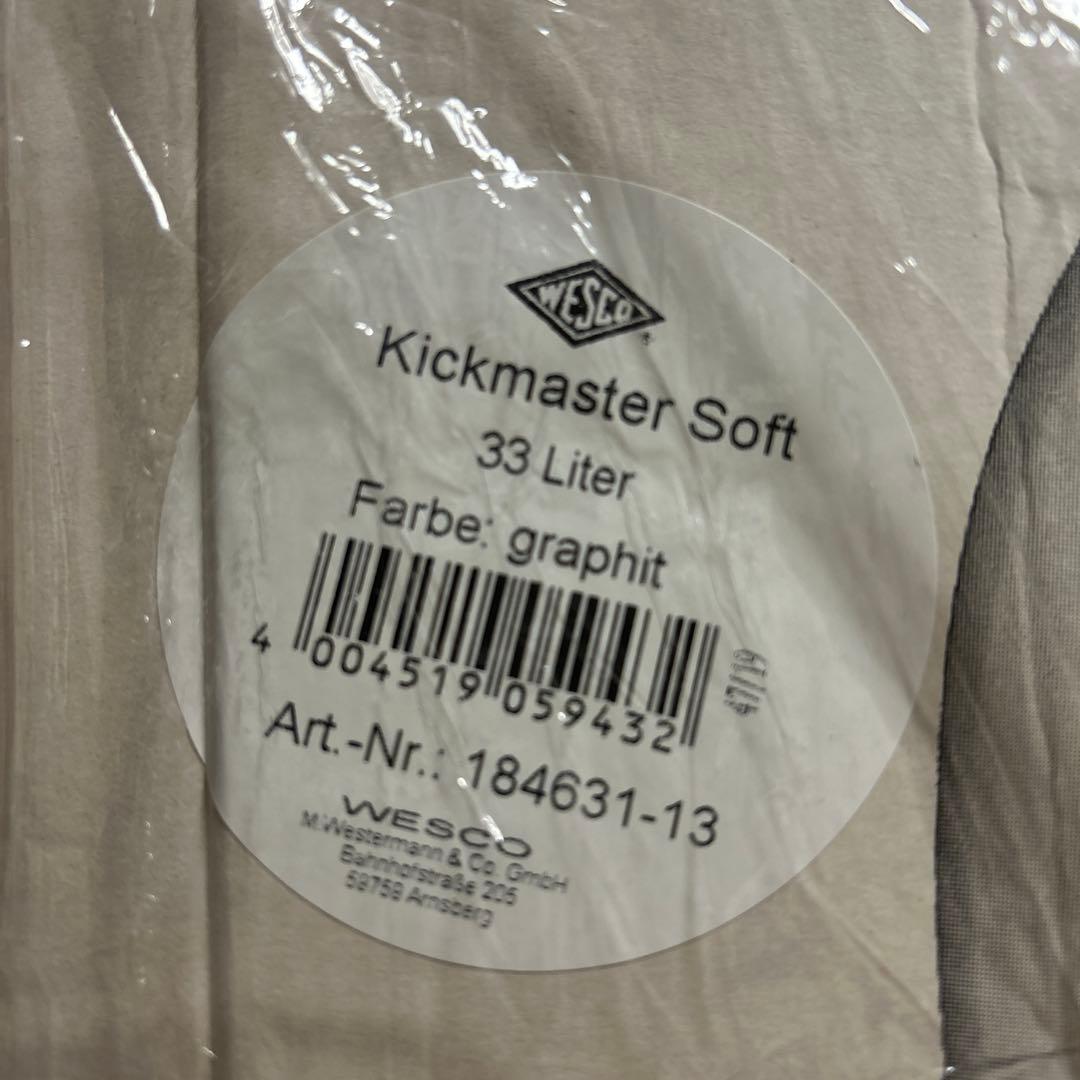 WESCO
Kickmaster Soft
33 Liter
Farbe: graphit
4 004519 059432
Art.-Nr.: 184631-13
WESCO
M.Westermann & Co. GmbH
Bahnhofstraße 205
59759 Arnsberg